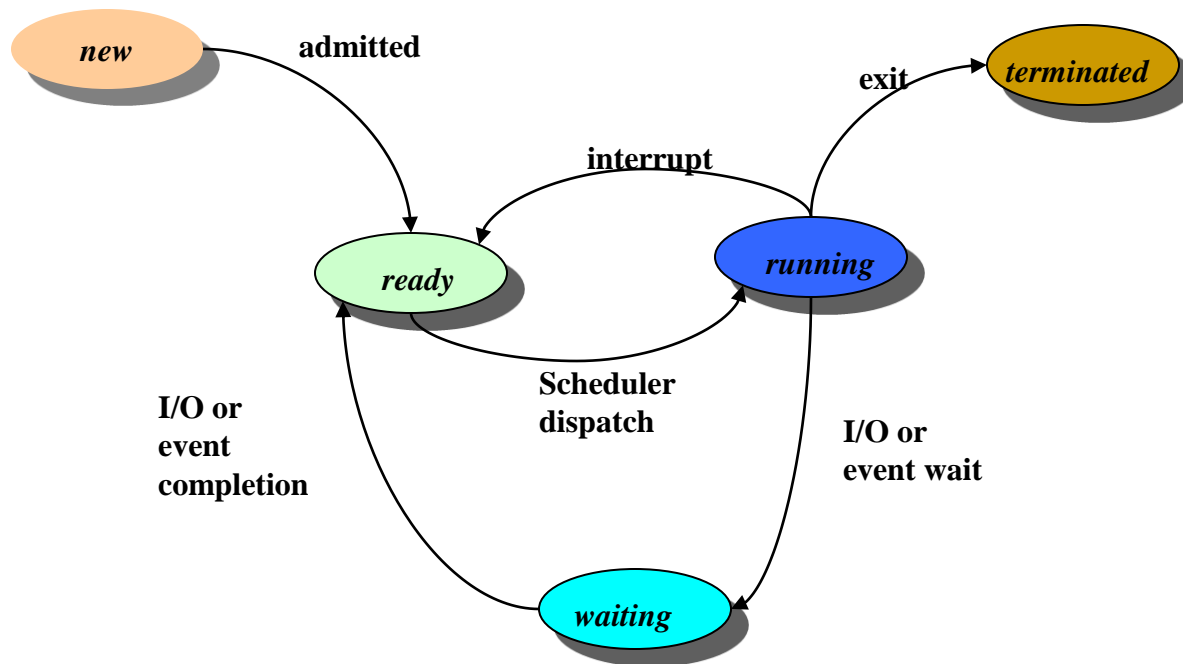 new
admitted
terminated
exit
interrupt
ready
running
Scheduler
dispatch
I/O or
event
completion
I/O or
event wait
waiting